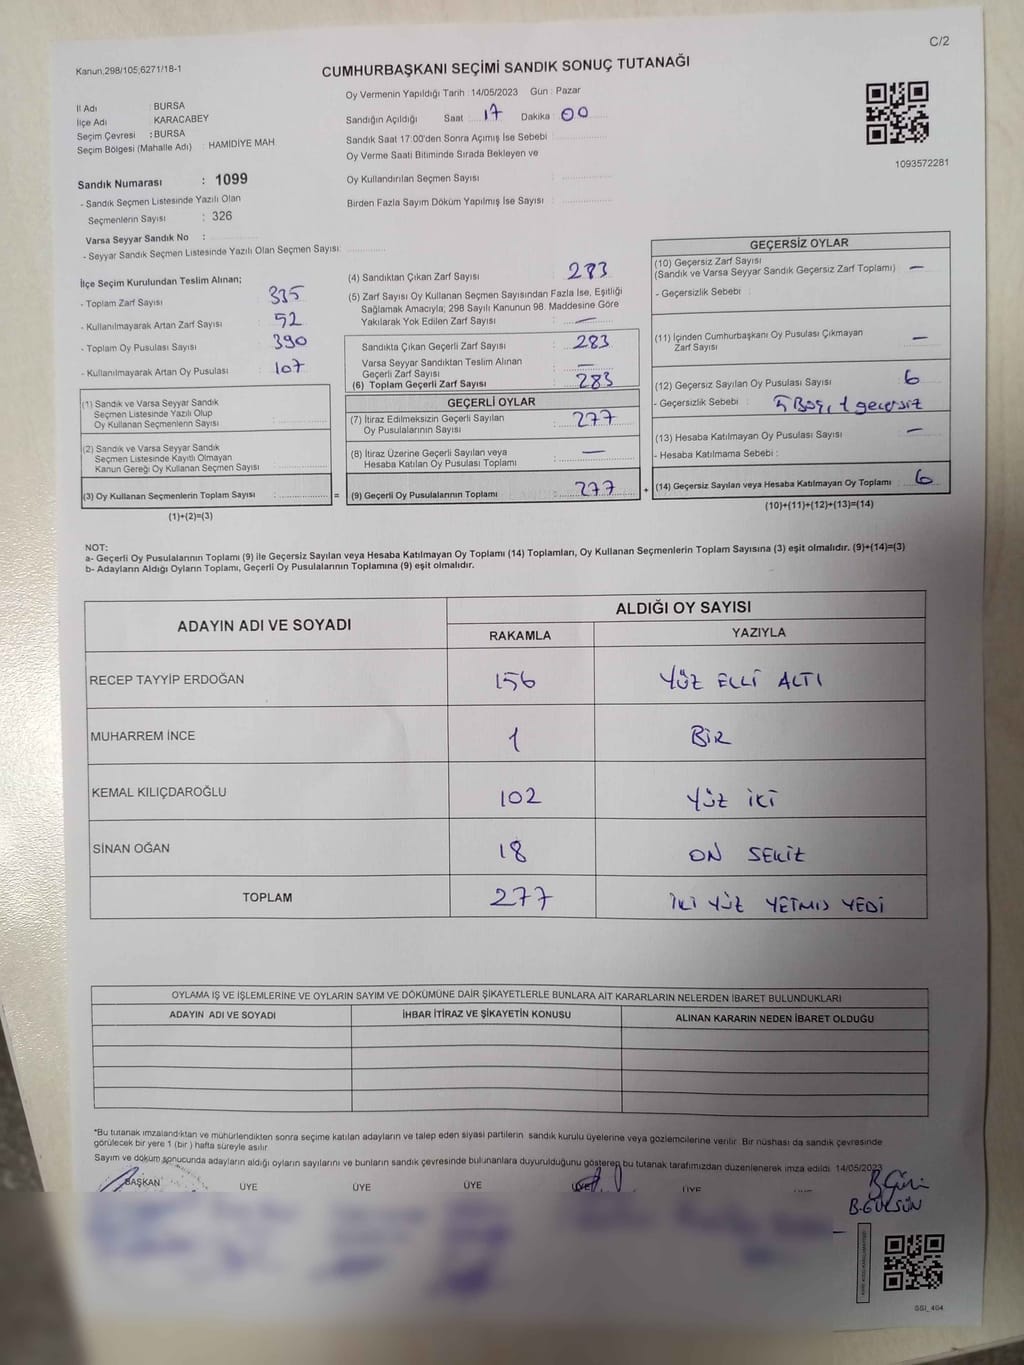 C/2
Kanun,298/105,6271/18-1
CUMHURBAŞKANI SEÇİMİ SANDIK SONUÇ TUTANAĞI
Oy Vermenin Yapıldığı Tarih : 14/05/2023 Gün : Pazar
İl Adı : BURSA
İlçe Adı : KARACABEY
Seçim Çevresi : BURSA
Seçim Bölgesi (Mahalle Adı) : HAMIDİYE MAH.
Sandığın Açıldığı Saat : 17 Dakika : 00
Sandık Saat 17:00'den Sonra Açımış İse Sebebi :
Oy Verme Saati Bitiminde Sırada Bekleyen ve
Oy Kullandırılan Seçmen Sayısı :
Birden Fazla Sayım Döküm Yapılmış İse Sayısı :
1093572281
Sandık Numarası : 1099
- Sandık Seçmen Listesinde Yazılı Olan
Seçmenlerin Sayısı : 326
Varsa Seyyar Sandık No :
- Seyyar Sandık Seçmen Listesinde Yazılı Olan Seçmen Sayısı:
İlçe Seçim Kurulundan Teslim Alınan;
- Toplam Zarf Sayısı : 335
- Kullanılmayarak Artan Zarf Sayısı : 52
- Toplam Oy Pusulası Sayısı : 390
- Kullanılmayarak Artan Oy Pusulası : 107
(1) Sandık ve Varsa Seyyar Sandık
Seçmen Listesinde Yazılı Olup
Oy Kullanan Seçmenlerin Sayısı :
(2) Sandık ve Varsa Seyyar Sandık
Seçmen Listesinde Kayıtlı Olmayan
Kanun Gereği Oy Kullanan Seçmen Sayısı :
(3) Oy Kullanan Seçmenlerin Toplam Sayısı : =
(1)+(2)=(3)
(4) Sandıktan Çıkan Zarf Sayısı : 283
(5) Zarf Sayısı Oy Kullanan Seçmen Sayısından Fazla İse, Eşitliği
Sağlamak Amacıyla; 298 Sayılı Kanunun 98. Maddesine Göre
Yakılarak Yok Edilen Zarf Sayısı : —
Sandıkta Çıkan Geçerli Zarf Sayısı : 283
Varsa Seyyar Sandıktan Teslim Alınan
Geçerli Zarf Sayısı : —
(6) Toplam Geçerli Zarf Sayısı : 283
GEÇERLİ OYLAR
(7) İtiraz Edilmeksizin Geçerli Sayılan
Oy Pusulalarının Sayısı : 277
(8) İtiraz Üzerine Geçerli Sayılan veya
Hesaba Katılan Oy Pusulası Toplamı : —
(9) Geçerli Oy Pusulalarının Toplamı : 277 +
GEÇERSİZ OYLAR
(10) Geçersiz Zarf Sayısı
(Sandık ve Varsa Seyyar Sandık Geçersiz Zarf Toplamı) : —
- Geçersizlik Sebebi :
(11) İçinden Cumhurbaşkanı Oy Pusulası Çıkmayan
Zarf Sayısı : —
(12) Geçersiz Sayılan Oy Pusulası Sayısı : 6
- Geçersizlik Sebebi : 5 Boş, 1 geçersiz
(13) Hesaba Katılmayan Oy Pusulası Sayısı : —
- Hesaba Katılmama Sebebi :
(14) Geçersiz Sayılan veya Hesaba Katılmayan Oy Toplamı : 6
(10)+(11)+(12)+(13)=(14)
NOT:
a- Geçerli Oy Pusulalarının Toplamı (9) ile Geçersiz Sayılan veya Hesaba Katılmayan Oy Toplamı (14) Toplamları, Oy Kullanan Seçmenlerin Toplam Sayısına (3) eşit olmalıdır. (9)+(14)=(3)
b- Adayların Aldığı Oyların Toplamı, Geçerli Oy Pusulalarının Toplamına (9) eşit olmalıdır.
ADAYIN ADI VE SOYADI ALDIĞI OY SAYISI
RAKAMLA YAZIYLA
RECEP TAYYİP ERDOĞAN 156 YÜZ ELLİ ALTI
MUHARREM İNCE 1 BİR
KEMAL KILIÇDAROĞLU 102 YÜZ İKİ
SİNAN OĞAN 18 ON SEKİZ
TOPLAM 277 İKİ YÜZ YETMİŞ YEDİ
OYLAMA İŞ VE İŞLEMLERİNE VE OYLARIN SAYIM VE DÖKÜMÜNE DAİR ŞİKAYETLERLE BUNLARA AİT KARARLARIN NELERDEN İBARET BULUNDUKLARI
ADAYIN ADI VE SOYADI İHBAR İTİRAZ VE ŞİKAYETİN KONUSU ALINAN KARARIN NEDEN İBARET OLDUĞU
*Bu tutanak imzalandıktan ve mühürlendikten sonra seçime katılan adayların ve talep eden siyasi partilerin sandık kurulu üyelerine veya gözlemcilerine verilir. Bir nüshası da sandık çevresinde
görülecek bir yere 1 (bir) hafta süreyle asılır.
Sayım ve döküm sonucunda adayların aldığı oyların sayılarını ve bunların sandık çevresinde bulunanlara duyurulduğunu gösteren bu tutanak tarafımızdan düzenlenerek imza edildi. 14/05/2023
BAŞKAN ÜYE ÜYE ÜYE ÜYE ÜYE
B.GÜLSÜN
GGI_404